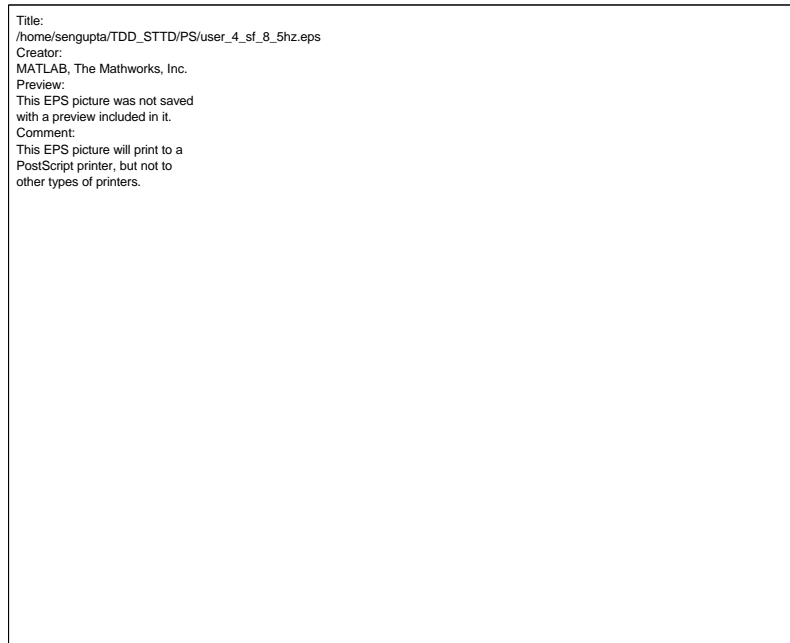 Title:
/home/sengupta/TDD_STTD/PS/user_4_sf_8_5hz.eps
Creator:
MATLAB, The Mathworks, Inc.
Preview:
This EPS picture was not saved
with a preview included in it.
Comment:
This EPS picture will print to a
PostScript printer, but not to
other types of printers.